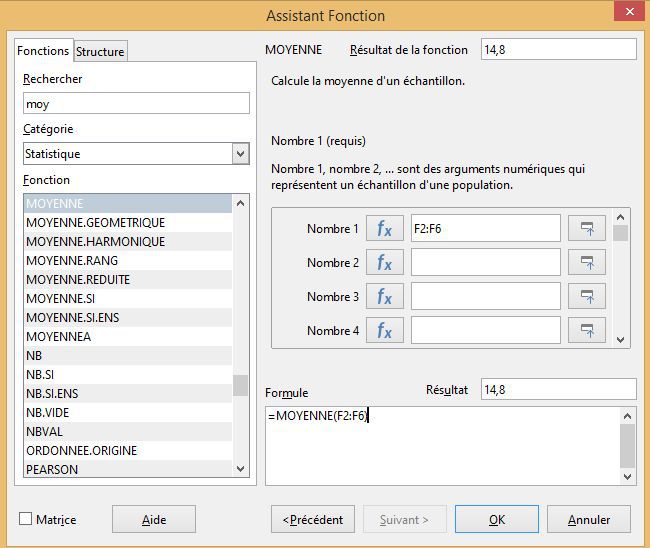 Assistant Fonction
Fonctions Structure
Rechercher
moy
Catégorie
Statistique
Fonction
MOYENNE
MOYENNE.GEOMETRIQUE
MOYENNE.HARMONIQUE
MOYENNE.RANG
MOYENNE.REDUITE
MOYENNE.SI
MOYENNE.SI.ENS
MOYENNEA
NB
NB.SI
NB.SI.ENS
NB.VIDE
NBVAL
ORDONNEE.ORIGINE
PEARSON
MOYENNE Résultat de la fonction 14,8
Calcule la moyenne d'un échantillon.
Nombre 1 (requis)
Nombre 1, nombre 2, ... sont des arguments numériques qui
représentent un échantillon d'une population.
Nombre 1 fx F2:F6
Nombre 2 fx
Nombre 3 fx
Nombre 4 fx
Formule Résultat 14,8
=MOYENNE(F2:F6)
Matrice Aide <Précédent Suivant > OK Annuler